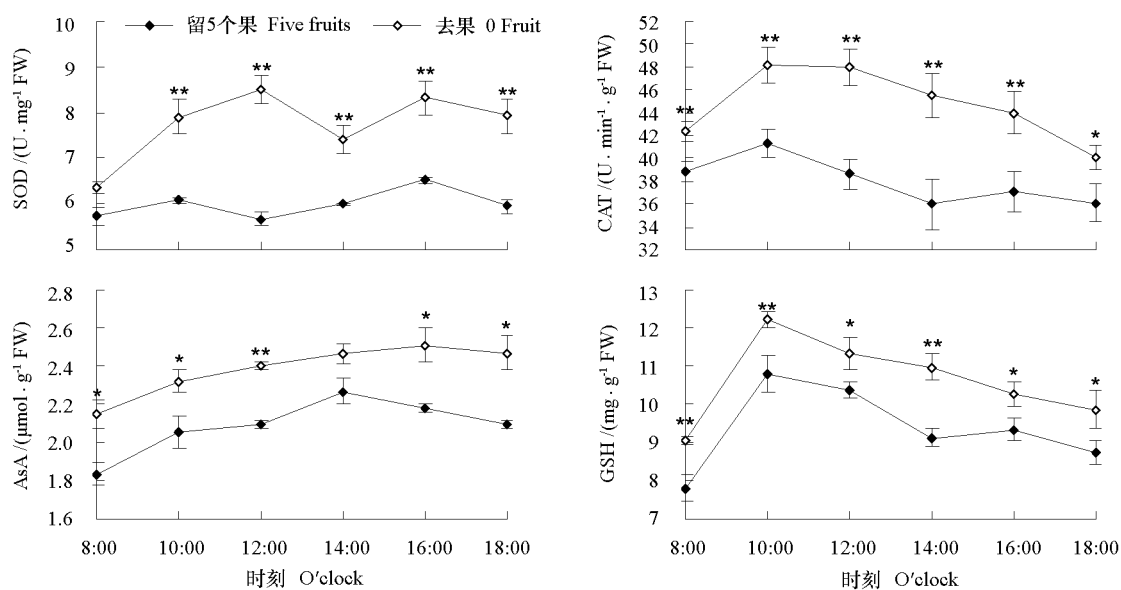 留5个果 Five fruits 去果 0 Fruit
SOD /(U · mg⁻¹ FW)
10
9
8
7
6
5
** ** ** ** **
CAT /(U · min⁻¹ · g⁻¹ FW)
52
50
48
46
44
42
40
38
36
34
32
** ** ** ** ** *
AsA /(μmol · g⁻¹ FW)
2.8
2.6
2.4
2.2
2.0
1.8
1.6
* * ** * *
8:00 10:00 12:00 14:00 16:00 18:00
时刻 O'clock
GSH /(mg · g⁻¹ FW)
13
12
11
10
9
8
7
** ** * ** * *
8:00 10:00 12:00 14:00 16:00 18:00
时刻 O'clock